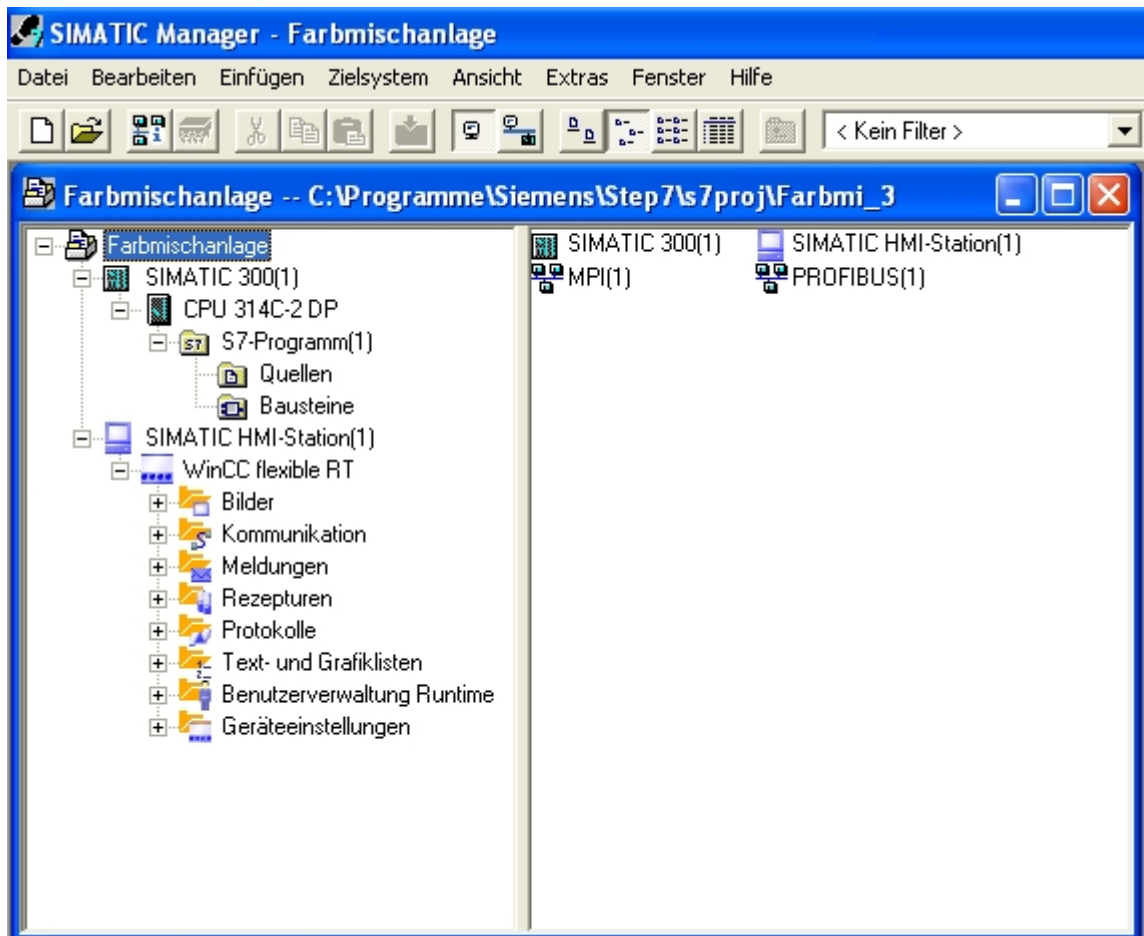 SIMATIC Manager - Farbmischanlage
Datei Bearbeiten Einfügen Zielsystem Ansicht Extras Fenster Hilfe
< Kein Filter >
Farbmischanlage -- C:\Programme\Siemens\Step7\s7proj\Farbmi_3
Farbmischanlage
SIMATIC 300(1)
CPU 314C-2 DP
S7-Programm(1)
Quellen
Bausteine
SIMATIC HMI-Station(1)
WinCC flexible RT
Bilder
Kommunikation
Meldungen
Rezepturen
Protokolle
Text- und Grafiklisten
Benutzerverwaltung Runtime
Geräteeinstellungen
SIMATIC 300(1) SIMATIC HMI-Station(1)
MPI(1) PROFIBUS(1)